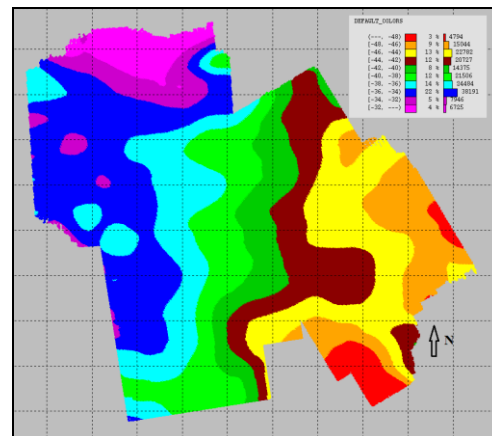 DEFAULT_COLORS
(---, -48) 3 % 4794
[-48, -46) 9 % 15044
[-46, -44) 13 % 22782
[-44, -42) 12 % 20727
[-42, -40) 8 % 14375
[-40, -38) 12 % 21506
[-38, -36) 14 % 24484
[-36, -34) 22 % 38191
[-34, -32) 5 % 7946
[-32, ---) 4 % 6725
N